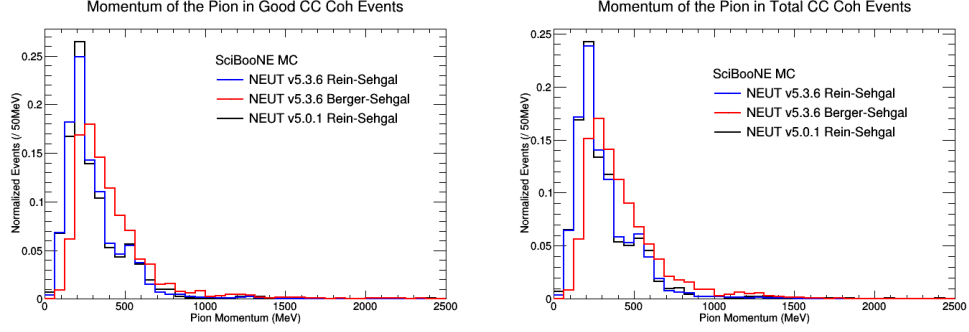 Momentum of the Pion in Good CC Coh Events
Normalized Events (/ 50MeV)
0.25
0.2
0.15
0.1
0.05
0
SciBooNE MC
NEUT v5.3.6 Rein-Sehgal
NEUT v5.3.6 Berger-Sehgal
NEUT v5.0.1 Rein-Sehgal
0 500 1000 1500 2000 2500
Pion Momentum (MeV)
Momentum of the Pion in Total CC Coh Events
Normalized Events (/ 50MeV)
0.25
0.2
0.15
0.1
0.05
0
SciBooNE MC
NEUT v5.3.6 Rein-Sehgal
NEUT v5.3.6 Berger-Sehgal
NEUT v5.0.1 Rein-Sehgal
0 500 1000 1500 2000 2500
Pion Momentum (MeV)